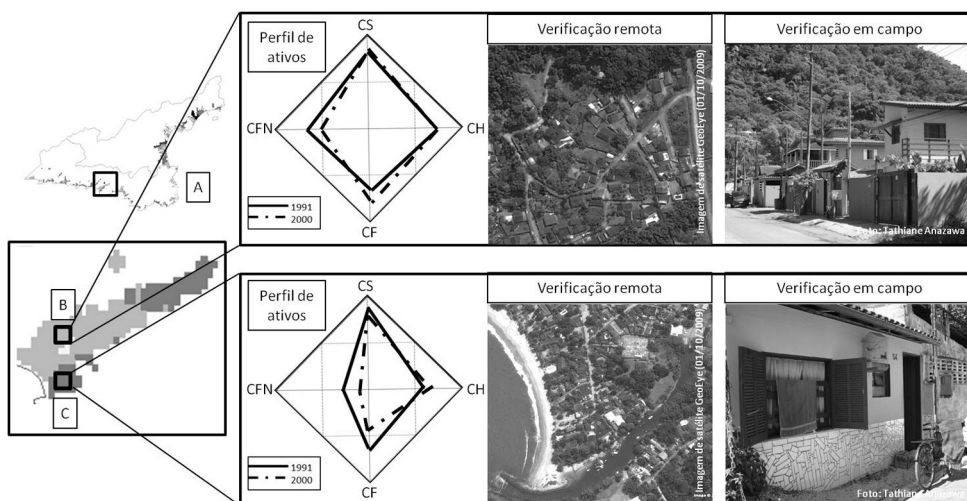 A
B
C
Perfil de
ativos
CS
CFN
CH
CF
1991
2000
Verificação remota
Imagem de satélite GeoEye (01/10/2009)
Verificação em campo
Foto: Tathiane Anazawa
Perfil de
ativos
CS
CFN
CH
CF
1991
2000
Verificação remota
Imagem de satélite GeoEye (01/10/2009)
Verificação em campo
Foto: Tathiane Anazawa